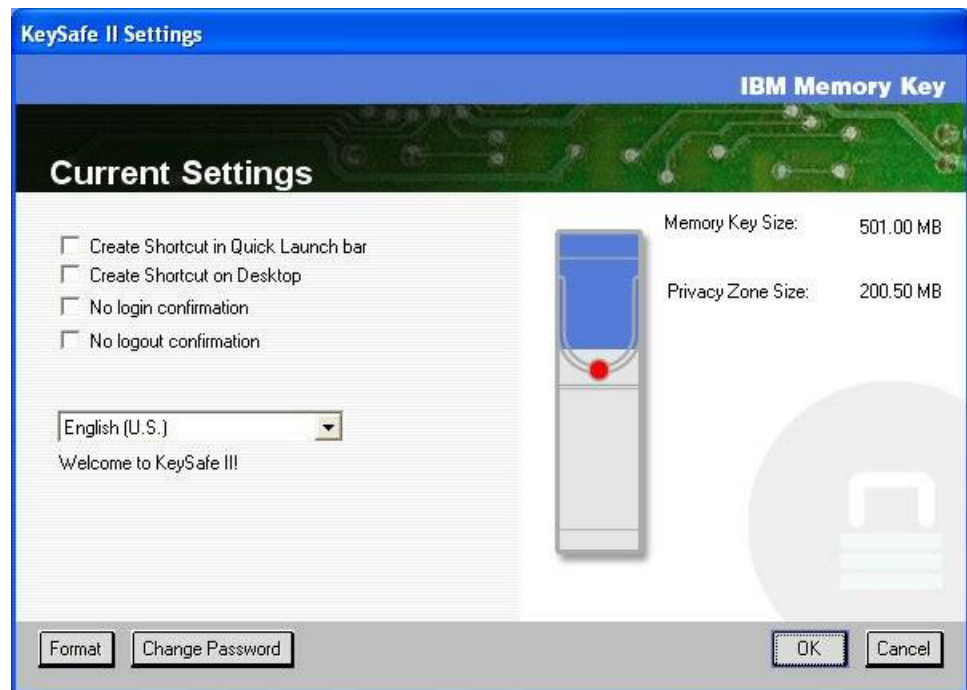 KeySafe II Settings
IBM Memory Key
Current Settings
Create Shortcut in Quick Launch bar
Create Shortcut on Desktop
No login confirmation
No logout confirmation
English (U.S.)
Welcome to KeySafe II!
Memory Key Size: 501.00 MB
Privacy Zone Size: 200.50 MB
Format Change Password OK Cancel